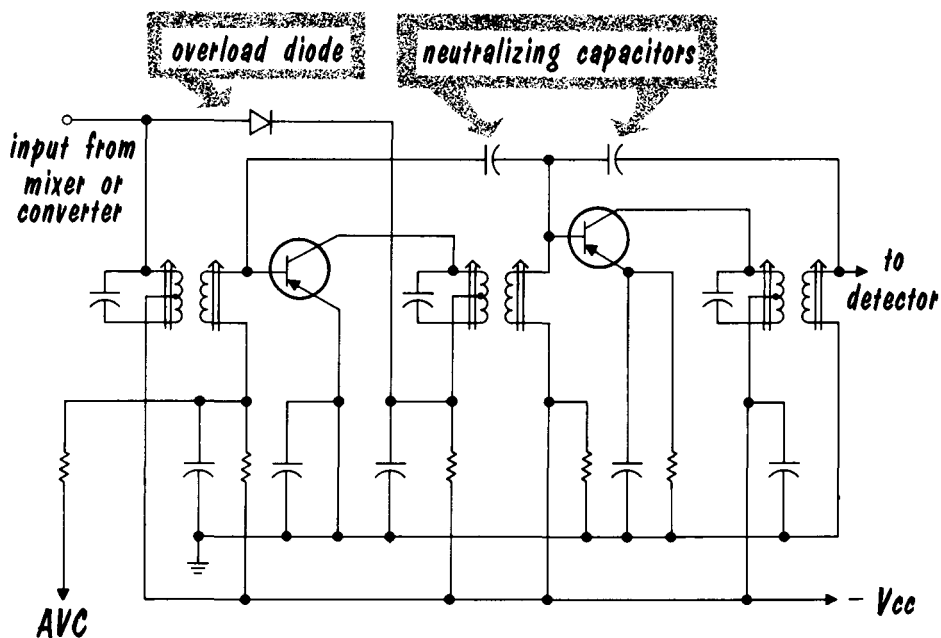 overload diode
neutralizing capacitors
input from
mixer or
converter
to
detector
AVC
- Vcc